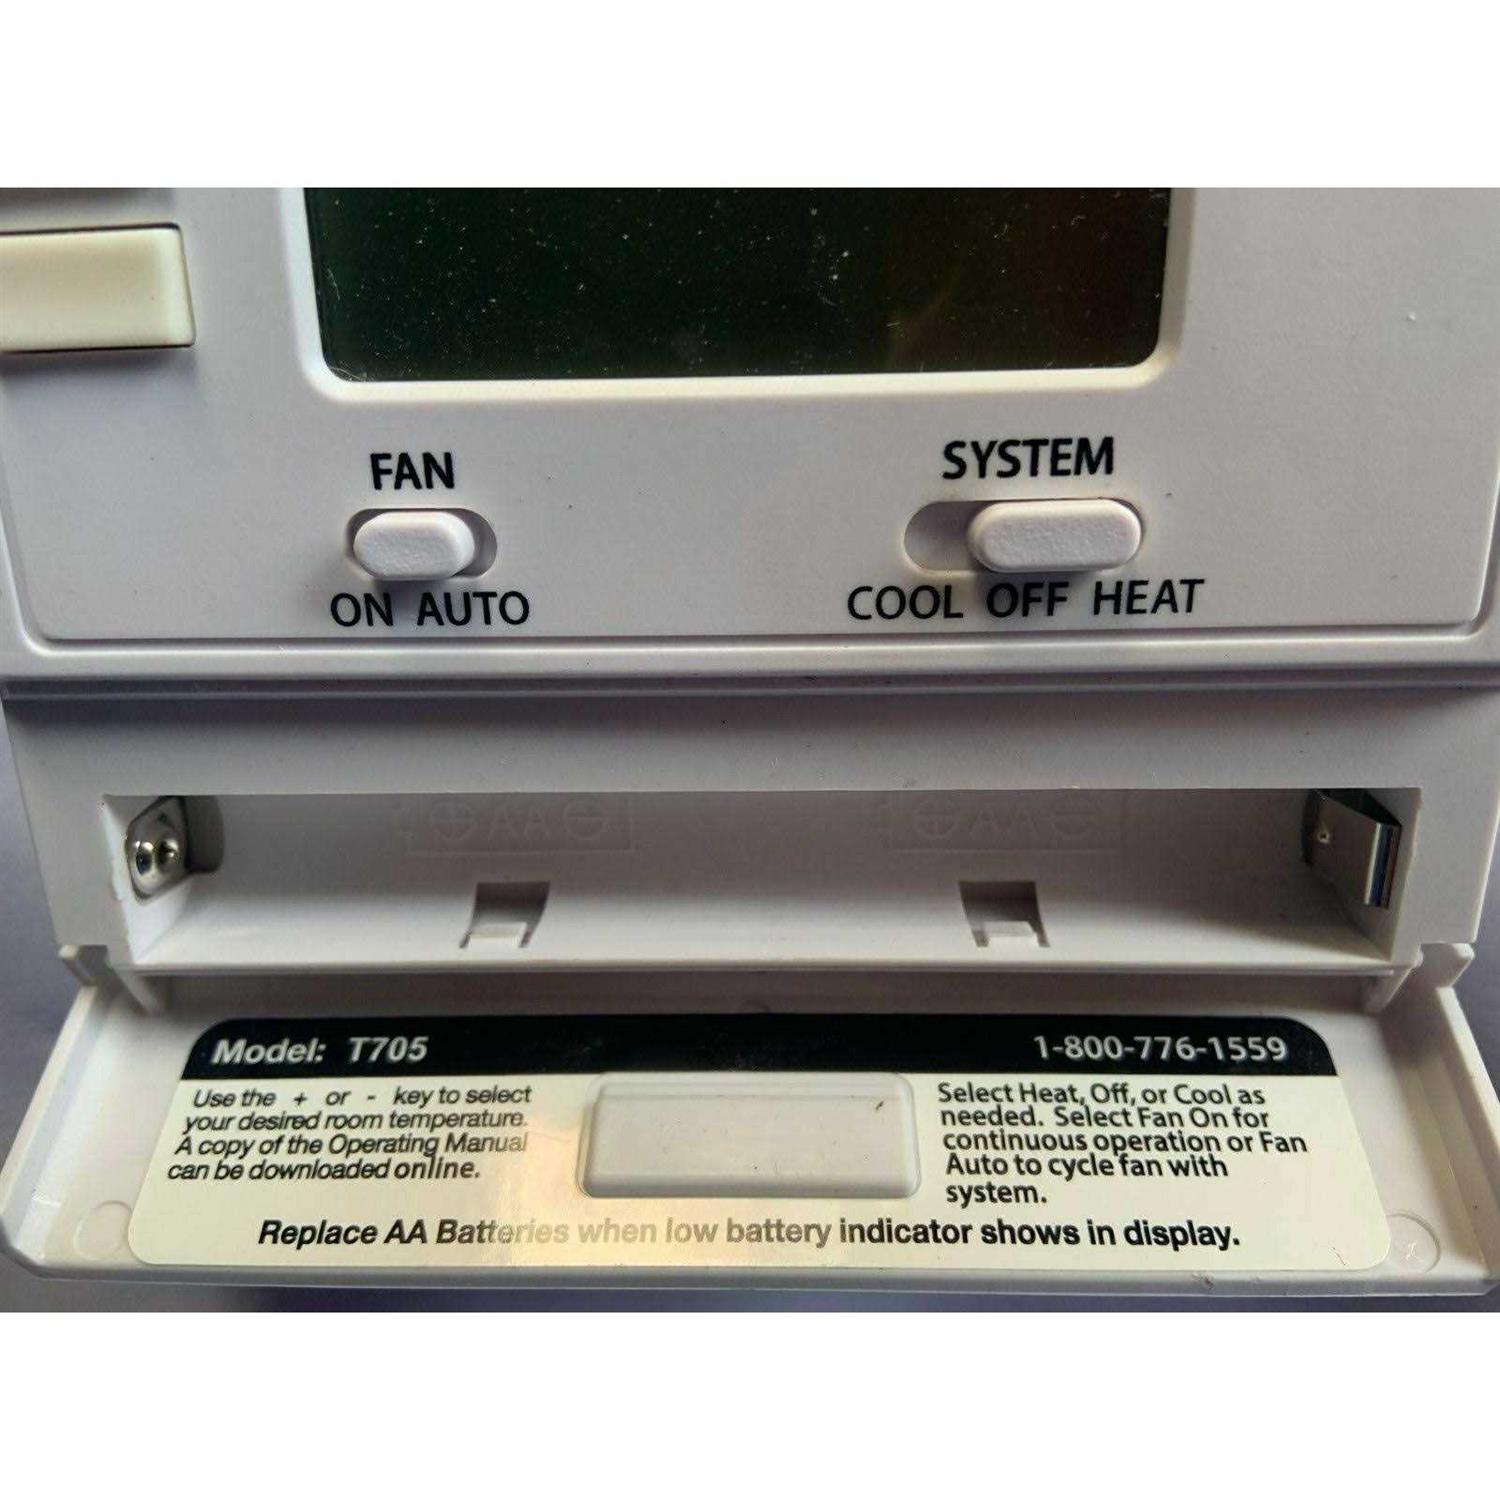 FAN
SYSTEM
ON AUTO
COOL OFF HEAT
+ AA -
+ AA -
Model: T705
1-800-776-1559
Use the + or - key to select
your desired room temperature.
A copy of the Operating Manual
can be downloaded online.
Select Heat, Off, or Cool as
needed. Select Fan On for
continuous operation or Fan
Auto to cycle fan with
system.
Replace AA Batteries when low battery indicator shows in display.